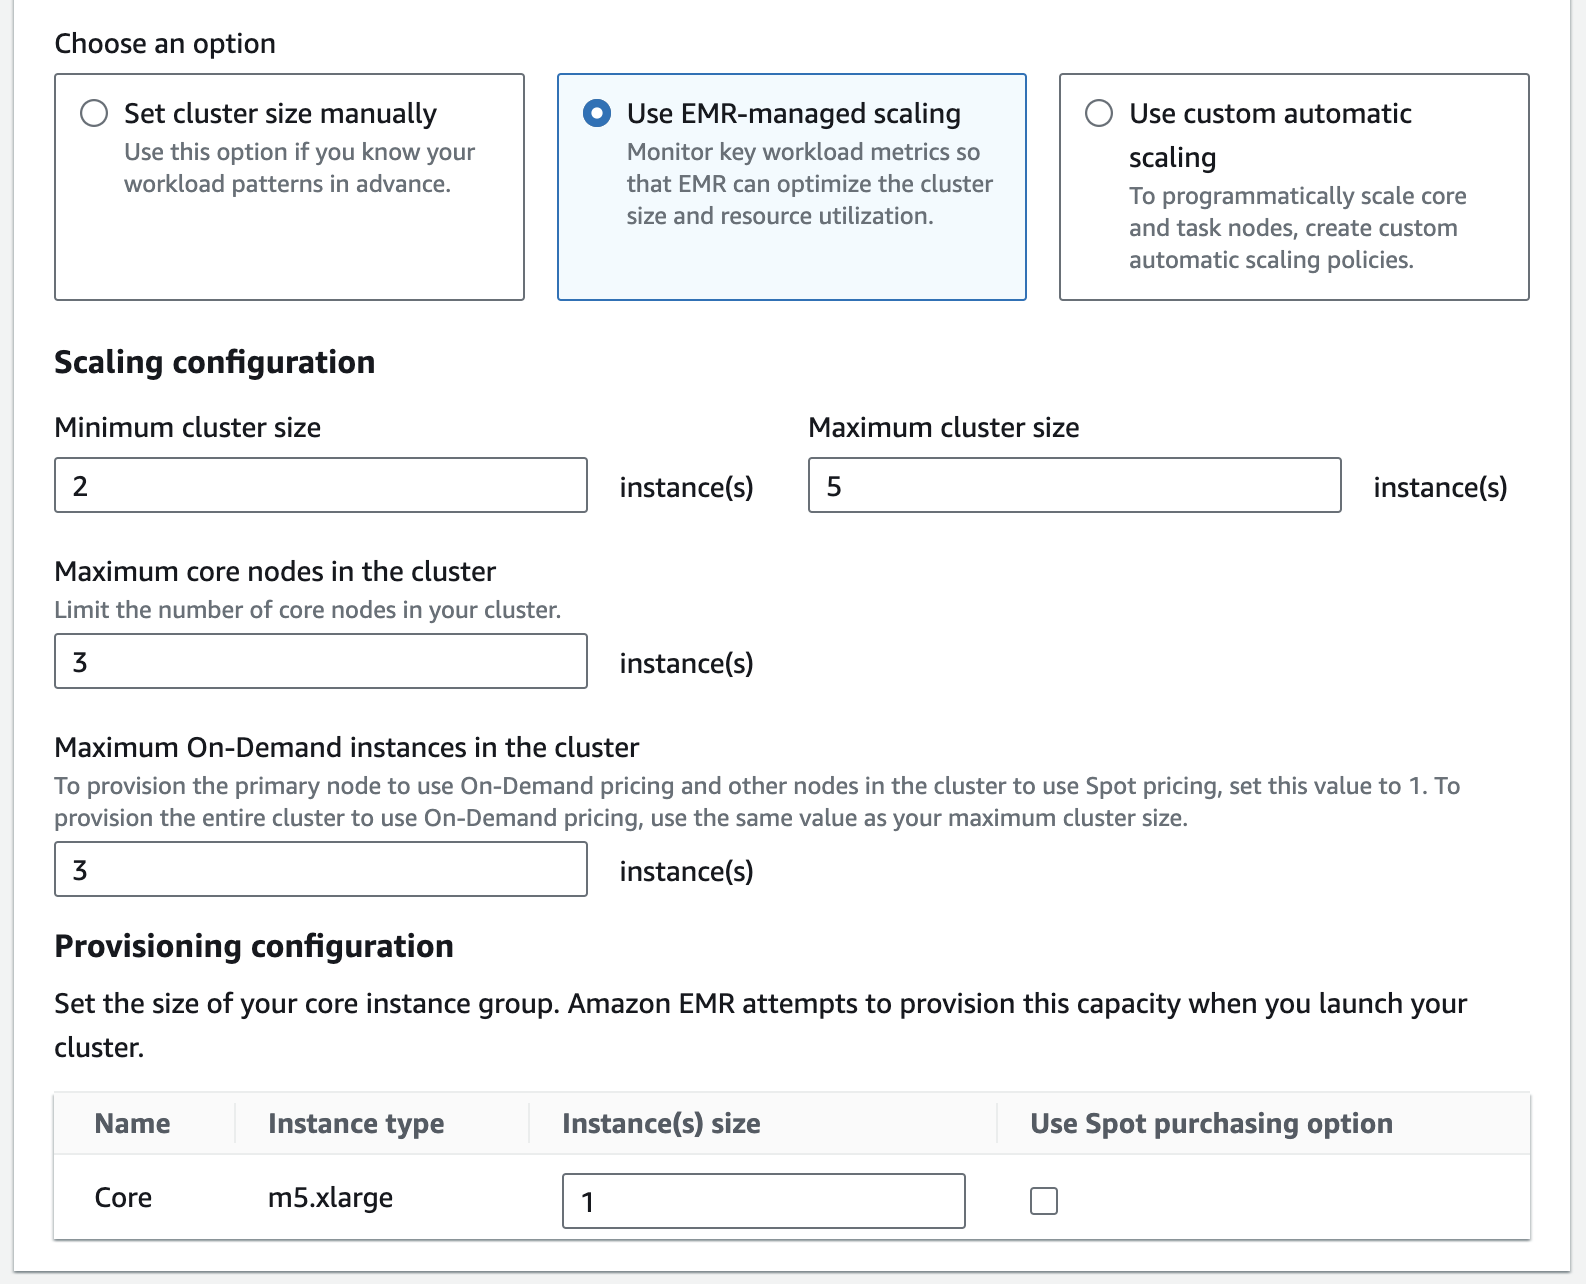 Choose an option
Set cluster size manually
Use this option if you know your
workload patterns in advance.
Use EMR-managed scaling
Monitor key workload metrics so
that EMR can optimize the cluster
size and resource utilization.
Use custom automatic
scaling
To programmatically scale core
and task nodes, create custom
automatic scaling policies.
Scaling configuration
Minimum cluster size
2 instance(s)
Maximum cluster size
5 instance(s)
Maximum core nodes in the cluster
Limit the number of core nodes in your cluster.
3 instance(s)
Maximum On-Demand instances in the cluster
To provision the primary node to use On-Demand pricing and other nodes in the cluster to use Spot pricing, set this value to 1. To
provision the entire cluster to use On-Demand pricing, use the same value as your maximum cluster size.
3 instance(s)
Provisioning configuration
Set the size of your core instance group. Amazon EMR attempts to provision this capacity when you launch your
cluster.
Name Instance type Instance(s) size Use Spot purchasing option
Core m5.xlarge 1